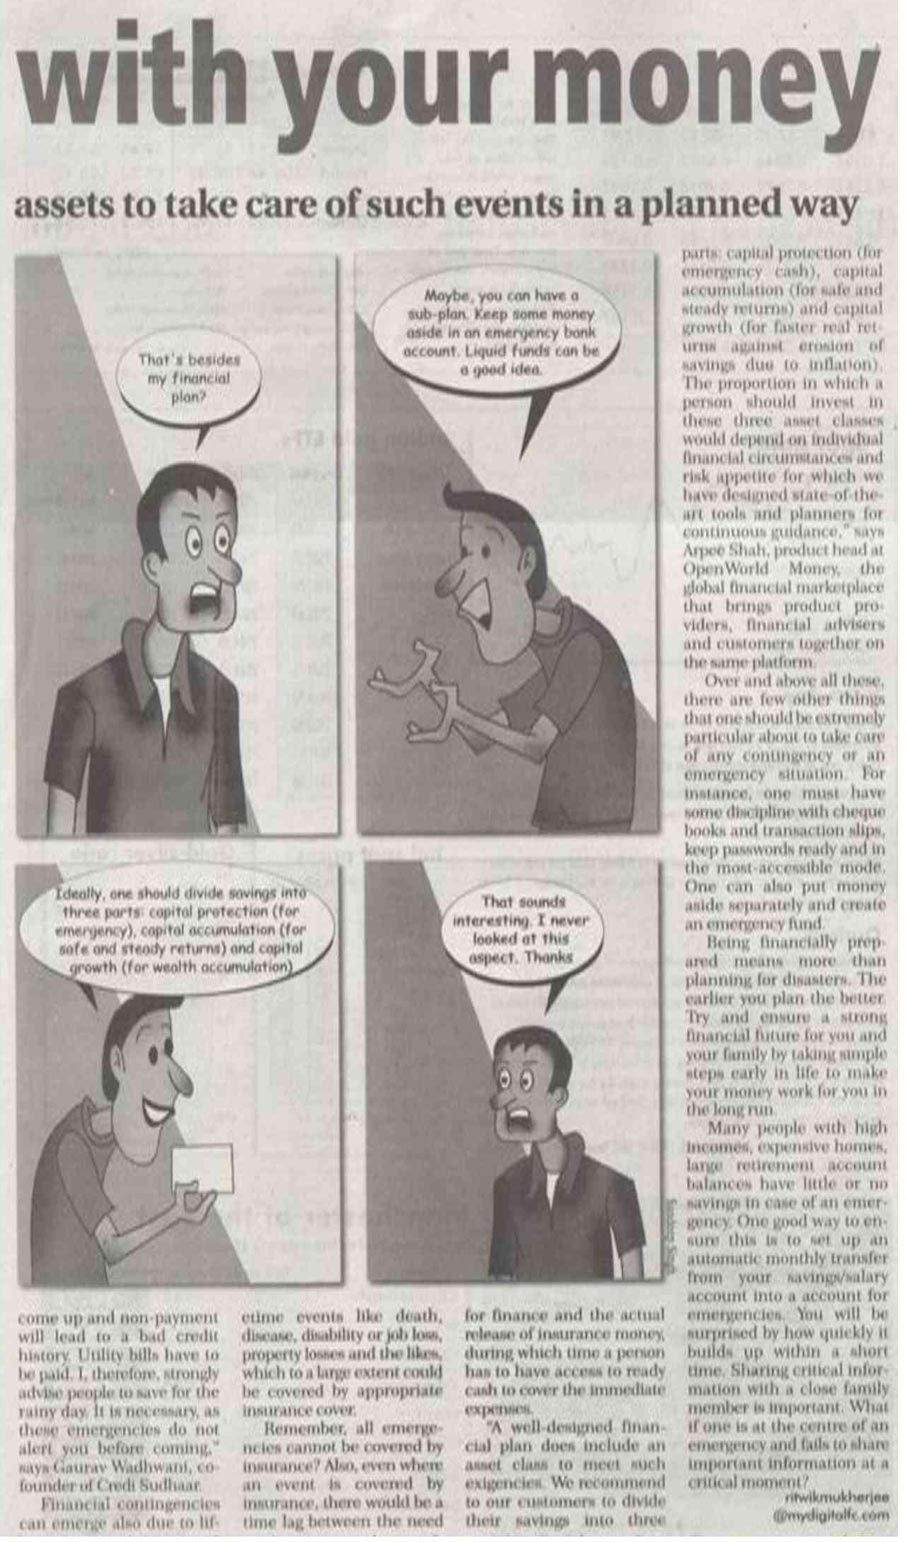 with your money
assets to take care of such events in a planned way
That's besides
my financial
plan?
Maybe, you can have a
sub-plan. Keep some money
aside in an emergency bank
account. Liquid funds can be
a good idea.
Ideally, one should divide savings into
three parts: capital protection (for
emergency), capital accumulation (for
safe and steady returns) and capital
growth (for wealth accumulation)
That sounds
interesting. I never
looked at this
aspect. Thanks
come up and non-payment
will lead to a bad credit
history. Utility bills have to
be paid. I, therefore, strongly
advise people to save for the
rainy day. It is necessary, as
these emergencies do not
alert you before coming,"
says Gaurav Wadhwani, co-
founder of Credi Sudhaar.
Financial contingencies
can emerge also due to lif-
etime events like death,
disease, disability or job loss,
property losses and the likes,
which to a large extent could
be covered by appropriate
insurance cover.
Remember, all emerge-
ncies cannot be covered by
insurance? Also, even where
an event is covered by
insurance, there would be a
time lag between the need
for finance and the actual
release of insurance money,
during which time a person
has to have access to ready
cash to cover the immediate
expenses.
"A well-designed finan-
cial plan does include an
asset class to meet such
exigencies. We recommend
to our customers to divide
their savings into three
parts: capital protection (for
emergency cash), capital
accumulation (for safe and
steady returns) and capital
growth (for faster real ret-
urns against erosion of
savings due to inflation).
The proportion in which a
person should invest in
these three asset classes
would depend on individual
financial circumstances and
risk appetite for which we
have designed state-of-the-
art tools and planners for
continuous guidance," says
Arpee Shah, product head at
OpenWorld Money, the
global financial marketplace
that brings product pro-
viders, financial advisers
and customers together on
the same platform.
Over and above all these,
there are few other things
that one should be extremely
particular about to take care
of any contingency or an
emergency situation. For
instance, one must have
some discipline with cheque
books and transaction slips,
keep passwords ready and in
the most-accessible mode.
One can also put money
aside separately and create
an emergency fund.
Being financially prep-
ared means more than
planning for disasters. The
earlier you plan the better.
Try and ensure a strong
financial future for you and
your family by taking simple
steps early in life to make
your money work for you in
the long run.
Many people with high
incomes, expensive homes,
large retirement account
balances have little or no
savings in case of an emer-
gency. One good way to en-
sure this is to set up an
automatic monthly transfer
from your savings/salary
account into a account for
emergencies. You will be
surprised by how quickly it
builds up within a short
time. Sharing critical infor-
mation with a close family
member is important. What
if one is at the centre of an
emergency and fails to share
important information at a
critical moment?
ritwikmukherjee
@mydigitalfc.com